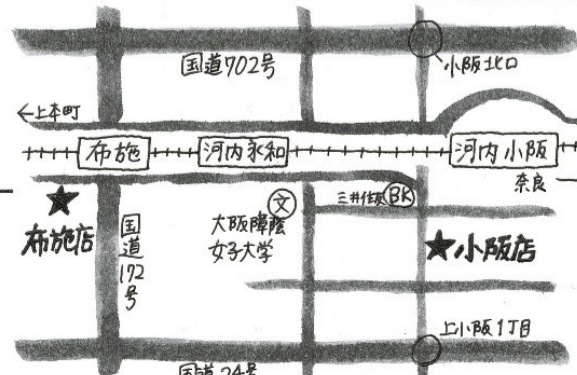 国道702号
小阪北口
←上本町
布施
河内永和
河内小阪
奈良
布施店
国道172号
文
大阪障蔭
女子大学
三井住友
BK
小阪店
上小阪1丁目
国道24号